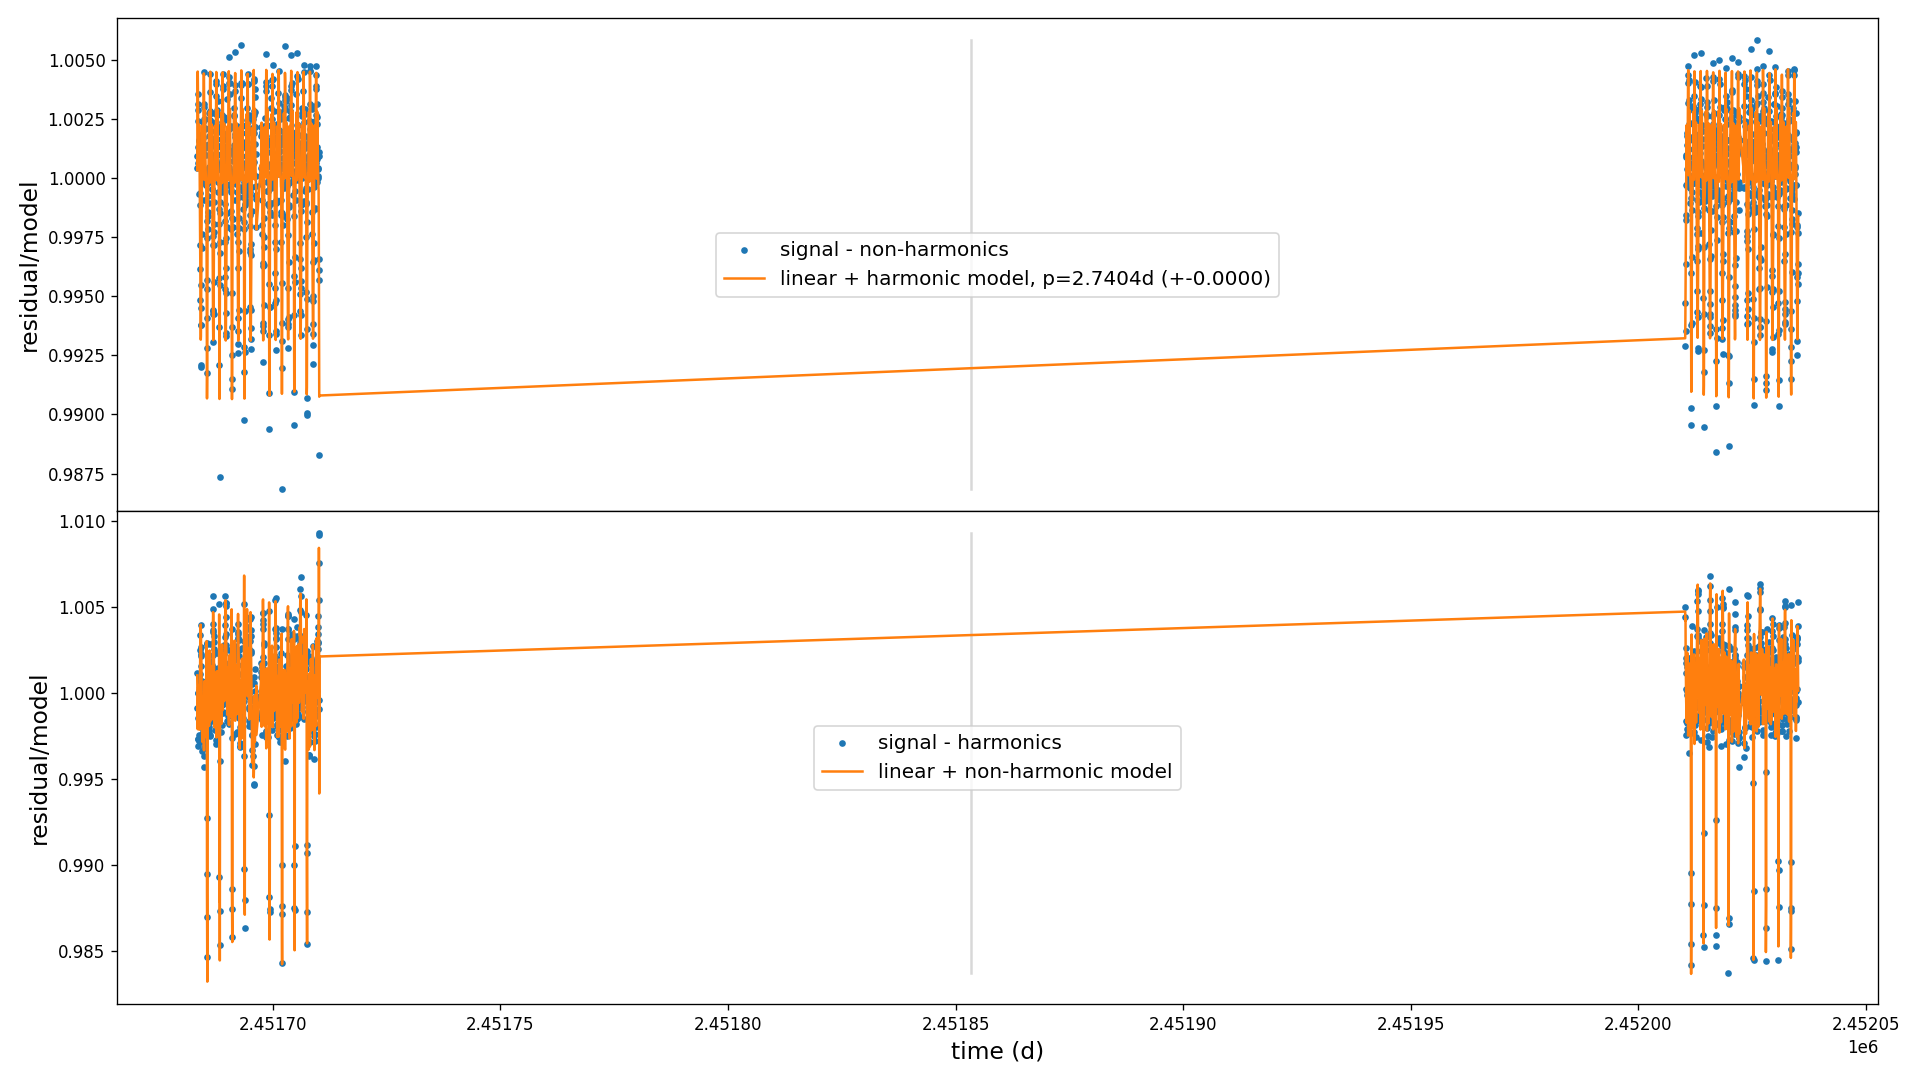 1.0050
1.0025
1.0000
0.9975
0.9950
0.9925
0.9900
0.9875
residual/model
signal - non-harmonics
linear + harmonic model, p=2.7404d (+-0.0000)
1.010
1.005
1.000
0.995
0.990
0.985
residual/model
signal - harmonics
linear + non-harmonic model
2.45170 2.45175 2.45180 2.45185 2.45190 2.45195 2.45200 2.45205
1e6
time (d)